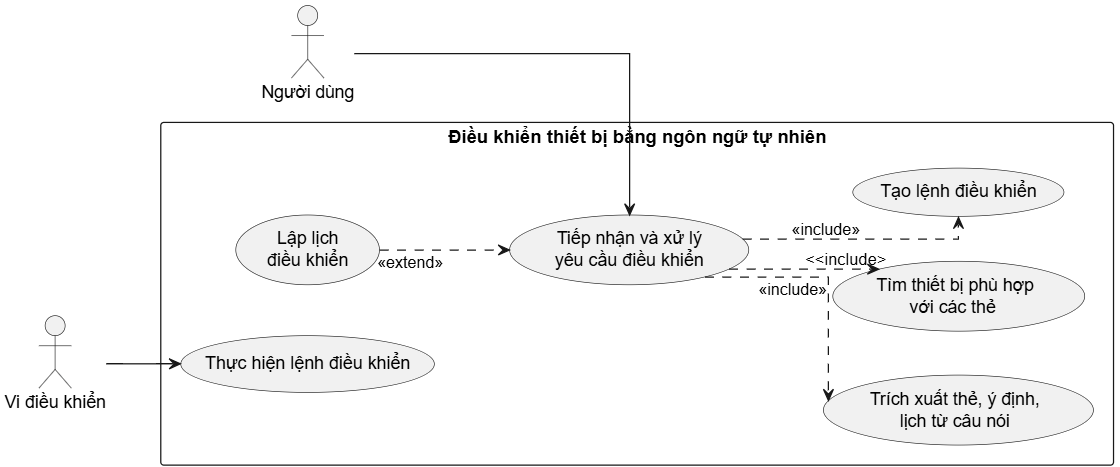 Người dùng
Điều khiển thiết bị bằng ngôn ngữ tự nhiên
Tạo lệnh điều khiển
Lập lịch
điều khiển
«extend»
Tiếp nhận và xử lý
yêu cầu điều khiển
«include»
<<include>
«include»
Tìm thiết bị phù hợp
với các thẻ
Vi điều khiển
Thực hiện lệnh điều khiển
Trích xuất thẻ, ý định,
lịch từ câu nói